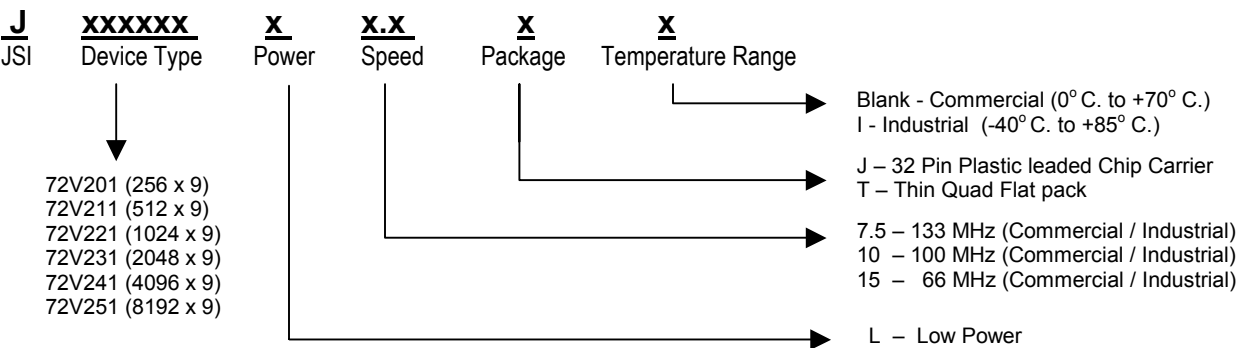 J xxxxxx x x.x x x
JSI Device Type Power Speed Package Temperature Range
Blank - Commercial (0° C. to +70° C.)
I - Industrial (-40° C. to +85° C.)
J – 32 Pin Plastic leaded Chip Carrier
T – Thin Quad Flat pack
72V201 (256 x 9)
72V211 (512 x 9)
72V221 (1024 x 9)
72V231 (2048 x 9)
72V241 (4096 x 9)
72V251 (8192 x 9)
7.5 – 133 MHz (Commercial / Industrial)
10 – 100 MHz (Commercial / Industrial)
15 – 66 MHz (Commercial / Industrial)
L – Low Power